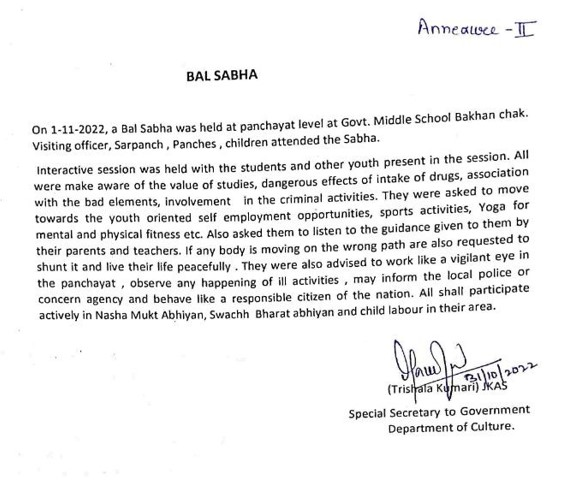 Annexure - II
BAL SABHA
On 1-11-2022, a Bal Sabha was held at panchayat level at Govt. Middle School Bakhan chak.
Visiting officer, Sarpanch , Panches , children attended the Sabha.
Interactive session was held with the students and other youth present in the session. All
were make aware of the value of studies, dangerous effects of intake of drugs, association
with the bad elements, involvement in the criminal activities. They were asked to move
towards the youth oriented self employment opportunities, sports activities, Yoga for
mental and physical fitness etc. Also asked them to listen to the guidance given to them by
their parents and teachers. If any body is moving on the wrong path are also requested to
shunt it and live their life peacefully . They were also advised to work like a vigilant eye in
the panchayat , observe any happening of ill activities , may inform the local police or
concern agency and behave like a responsible citizen of the nation. All shall participate
actively in Nasha Mukt Abhiyan, Swachh Bharat abhiyan and child labour in their area.
31/10/2022
(Trishala Kumari) JKAS
Special Secretary to Government
Department of Culture.